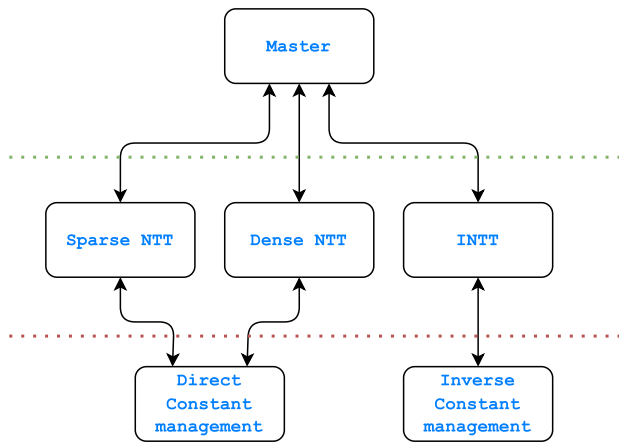 Master
Sparse NTT
Dense NTT
INTT
Direct
Constant
management
Inverse
Constant
management